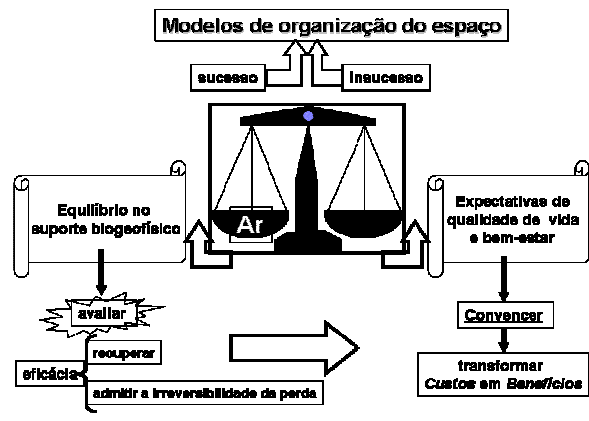 Modelos de organização do espaço
sucesso
Insucesso
Ar
Equilíbrio no
suporte biogeofísico
Expectativas de
qualidade de vida
e bem-estar
avaliar
Convencer
eficácia
recuperar
admitir a irreversibilidade da perda
transformar
Custos em Benefícios